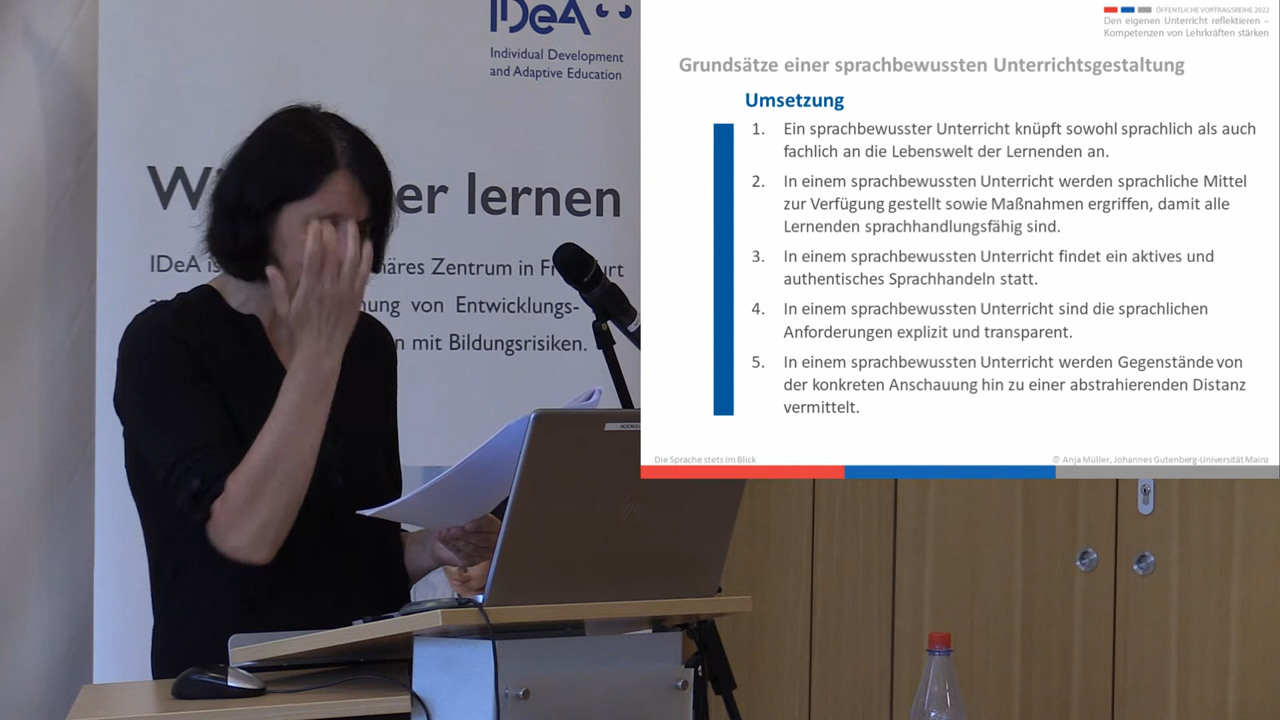 IDeA
Individual Development
and Adaptive Education
er lernen
IDeA
märes Zentrum in
ung von Entwicklungs-
n mit Bildungsrisiken.
ÖFFENTLICHE VORTRAGSREIHE 2022
Den eigenen Unterricht reflektieren –
Kompetenzen von Lehrkräften stärken
Grundsätze einer sprachbewussten Unterrichtsgestaltung
Umsetzung
1. Ein sprachbewusster Unterricht knüpft sowohl sprachlich als auch
fachlich an die Lebenswelt der Lernenden an.
2. In einem sprachbewussten Unterricht werden sprachliche Mittel
zur Verfügung gestellt sowie Maßnahmen ergriffen, damit alle
Lernenden sprachhandlungsfähig sind.
3. In einem sprachbewussten Unterricht findet ein aktives und
authentisches Sprachhandeln statt.
4. In einem sprachbewussten Unterricht sind die sprachlichen
Anforderungen explizit und transparent.
5. In einem sprachbewussten Unterricht werden Gegenstände von
der konkreten Anschauung hin zu einer abstrahierenden Distanz
vermittelt.
Die Sprache stets im Blick
© Anja Müller, Johannes Gutenberg-Universität Mainz